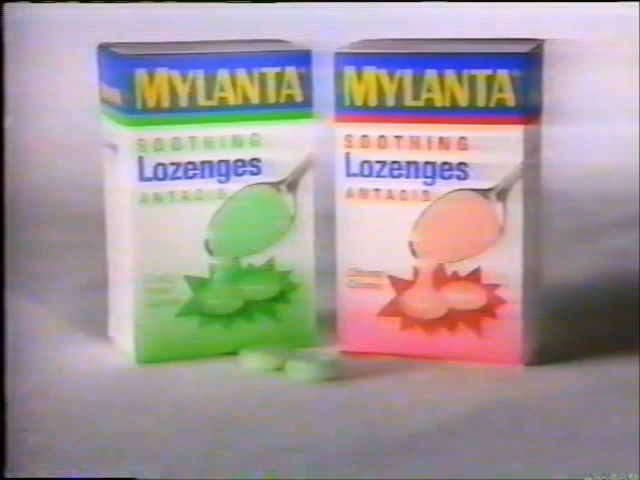 MYLANTA
SOOTHING
Lozenges
ANTACID
MYLANTA
SOOTHING
Lozenges
ANTACID